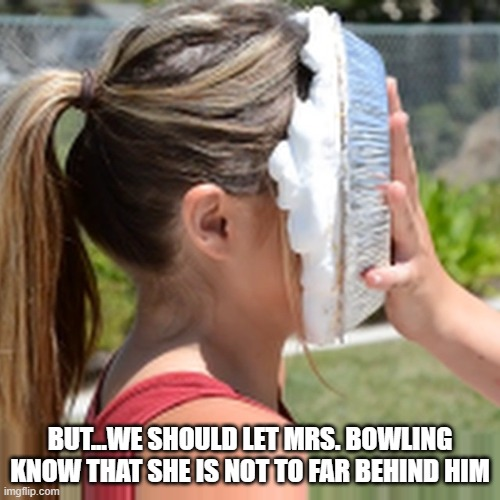 BUT...WE SHOULD LET MRS. BOWLING
KNOW THAT SHE IS NOT TO FAR BEHIND HIM
imgflip.com